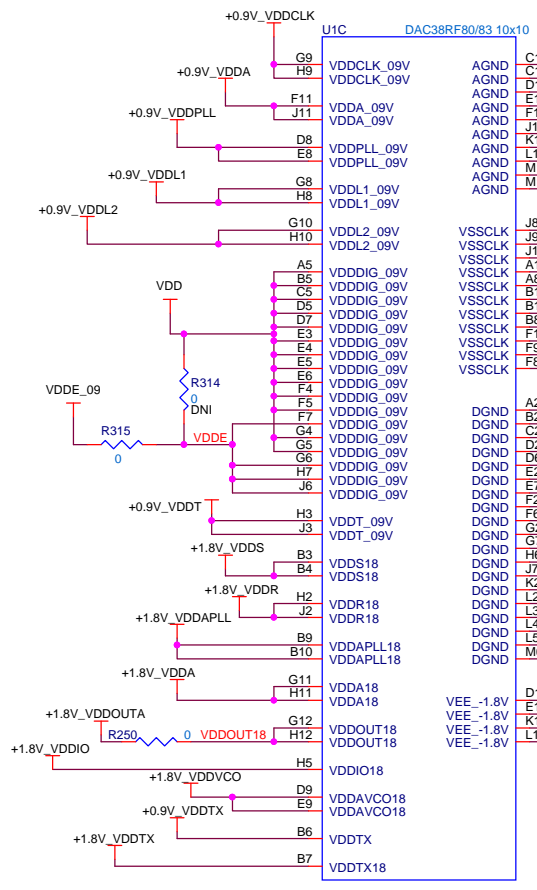 +0.9V_VDDCLK
U1C DAC38RF80/83 10x10
G9 VDDCLK_09V AGND
H9 VDDCLK_09V AGND
+0.9V_VDDA
AGND
F11 VDDA_09V AGND
J11 VDDA_09V AGND
+0.9V_VDDPLL
AGND
D8 VDDPLL_09V AGND
E8 VDDPLL_09V AGND
+0.9V_VDDL1
AGND
G8 VDDL1_09V AGND
H8 VDDL1_09V
+0.9V_VDDL2
G10 VDDL2_09V VSSCLK J8
H10 VDDL2_09V VSSCLK J9
VSSCLK
A5 VDDDIG_09V VSSCLK
B5 VDDDIG_09V VSSCLK
C5 VDDDIG_09V VSSCLK
D5 VDDDIG_09V VSSCLK
D7 VDDDIG_09V VSSCLK
E3 VDDDIG_09V VSSCLK
E4 VDDDIG_09V VSSCLK
E5 VDDDIG_09V VSSCLK
E6 VDDDIG_09V
F4 VDDDIG_09V
F5 VDDDIG_09V DGND
F7 VDDDIG_09V DGND
G4 VDDDIG_09V DGND
G5 VDDDIG_09V DGND
G6 VDDDIG_09V DGND
H7 VDDDIG_09V DGND
J6 VDDDIG_09V DGND
VDD
R314
0
DNI
VDDE_09
R315
0
VDDE
+0.9V_VDDT
DGND
H3 VDDT_09V DGND
J3 VDDT_09V DGND
DGND
+1.8V_VDDS
B3 VDDS18 DGND
B4 VDDS18 DGND
+1.8V_VDDR
DGND
H2 VDDR18 DGND
J2 VDDR18 DGND
+1.8V_VDDAPLL
DGND
B9 VDDAPLL18 DGND
B10 VDDAPLL18 DGND
+1.8V_VDDA
G11 VDDA18
H11 VDDA18 VEE_-1.8V
+1.8V_VDDOUTA
VEE_-1.8V
R250 0 VDDOUT18
G12 VDDOUT18 VEE_-1.8V
H12 VDDOUT18 VEE_-1.8V
+1.8V_VDDIO
H5 VDDIO18
+1.8V_VDDVCO
D9 VDDAVCO18
E9 VDDAVCO18
+0.9V_VDDTX
B6 VDDTX
+1.8V_VDDTX
B7 VDDTX18